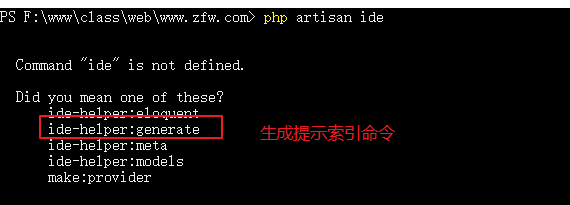 PS F:\www\class\web\www.zfw.com> php artisan ide
Command "ide" is not defined.
Did you mean one of these?
ide-helper:eloquent
ide-helper:generate 生成提示索引命令
ide-helper:meta
ide-helper:models
make:provider